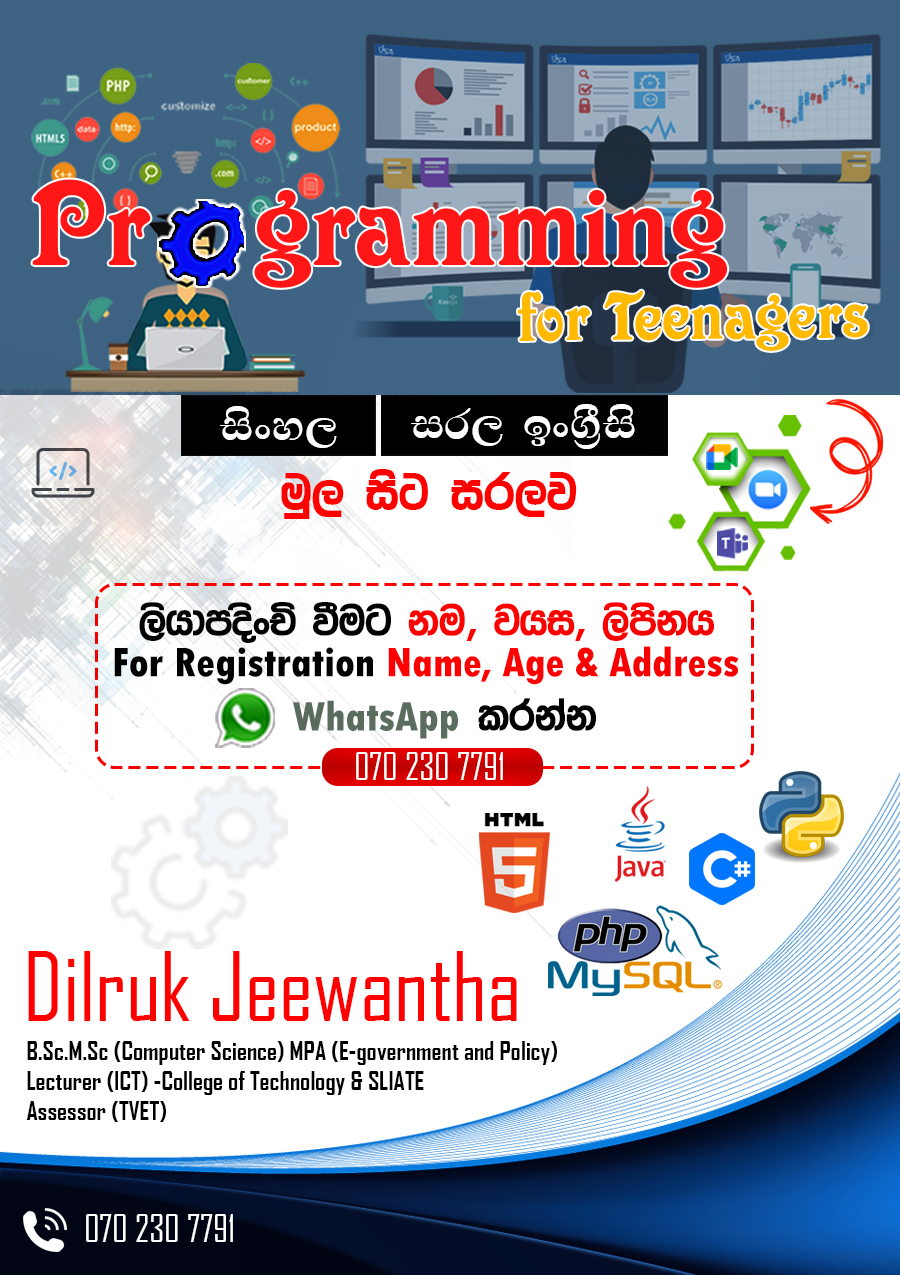 PHP
customer
C++
.com
customize
HTML5
data
http:
product
http:
C++
.com
Programming
for Teenagers
සිංහල
සරල ඉංග්‍රීසි
මුල සිට සරලව
ලියාපදිංචි වීමට නම, වයස, ලිපිනය
For Registration Name, Age & Address
WhatsApp කරන්න
070 230 7791
HTML
5
Java
C#
php
MySQL®
Dilruk Jeewantha
B.Sc.M.Sc (Computer Science) MPA (E-government and Policy)
Lecturer (ICT) -College of Technology & SLIATE
Assessor (TVET)
070 230 7791